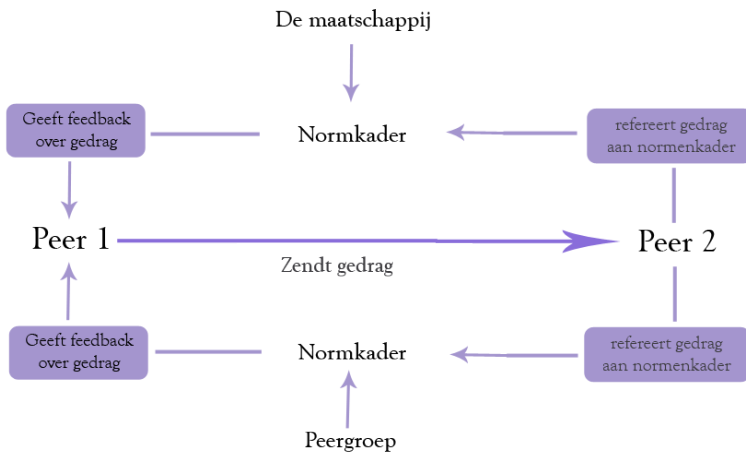 De maatschappij
Geeft feedback
over gedrag
Normkader
refereert gedrag
aan normenkader
Peer 1
Peer 2
Zendt gedrag
Geeft feedback
over gedrag
Normkader
refereert gedrag
aan normenkader
Peergroep